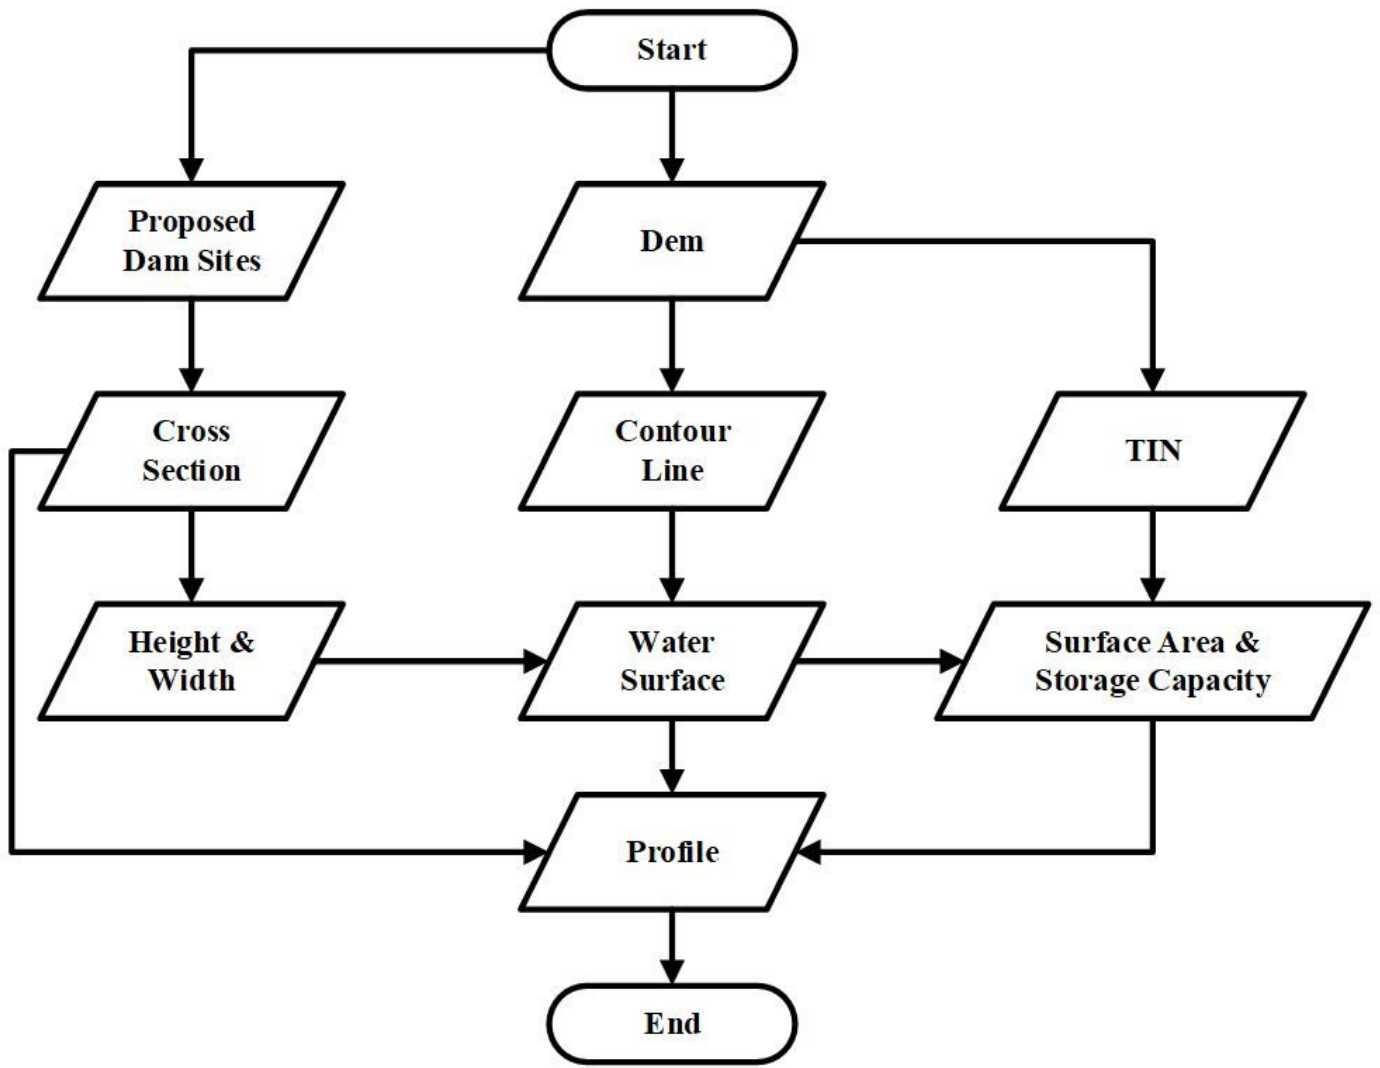 Start
Proposed
Dam Sites
Dem
Cross
Section
Contour
Line
TIN
Height &
Width
Water
Surface
Surface Area &
Storage Capacity
Profile
End